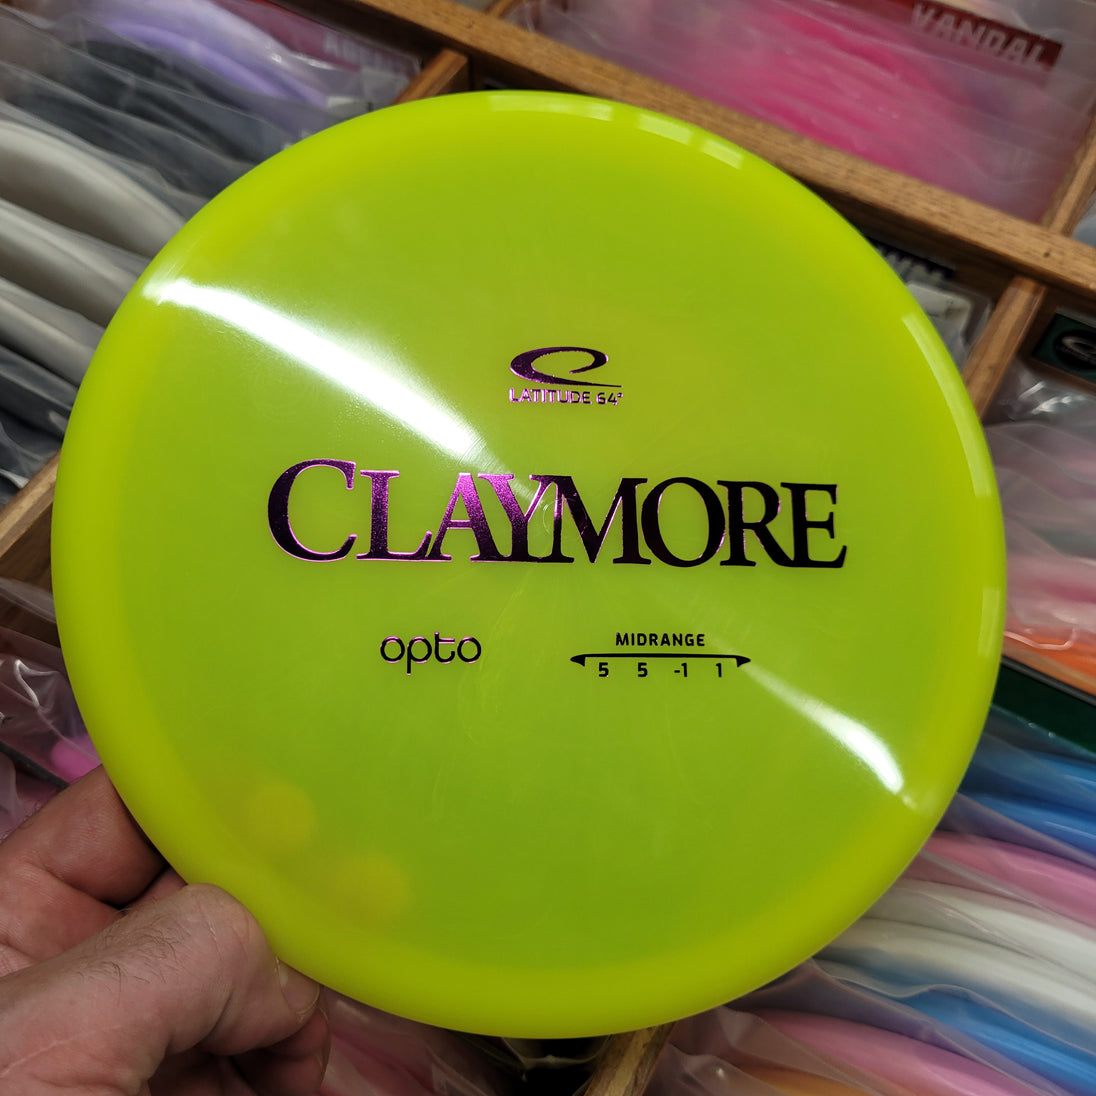 VANDAL
LATITUDE 64°
CLAYMORE
opto
MIDRANGE
5 5 -1 1